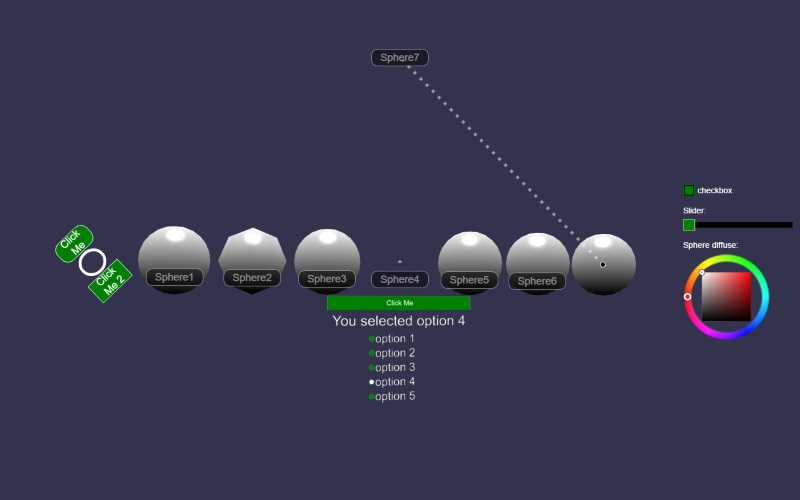 Sphere7
checkbox
Slider:
Sphere diffuse:
Click
Me
Click
Me 2
Sphere1
Sphere2
Sphere3
Sphere4
Sphere5
Sphere6
Click Me
You selected option 4
option 1
option 2
option 3
option 4
option 5